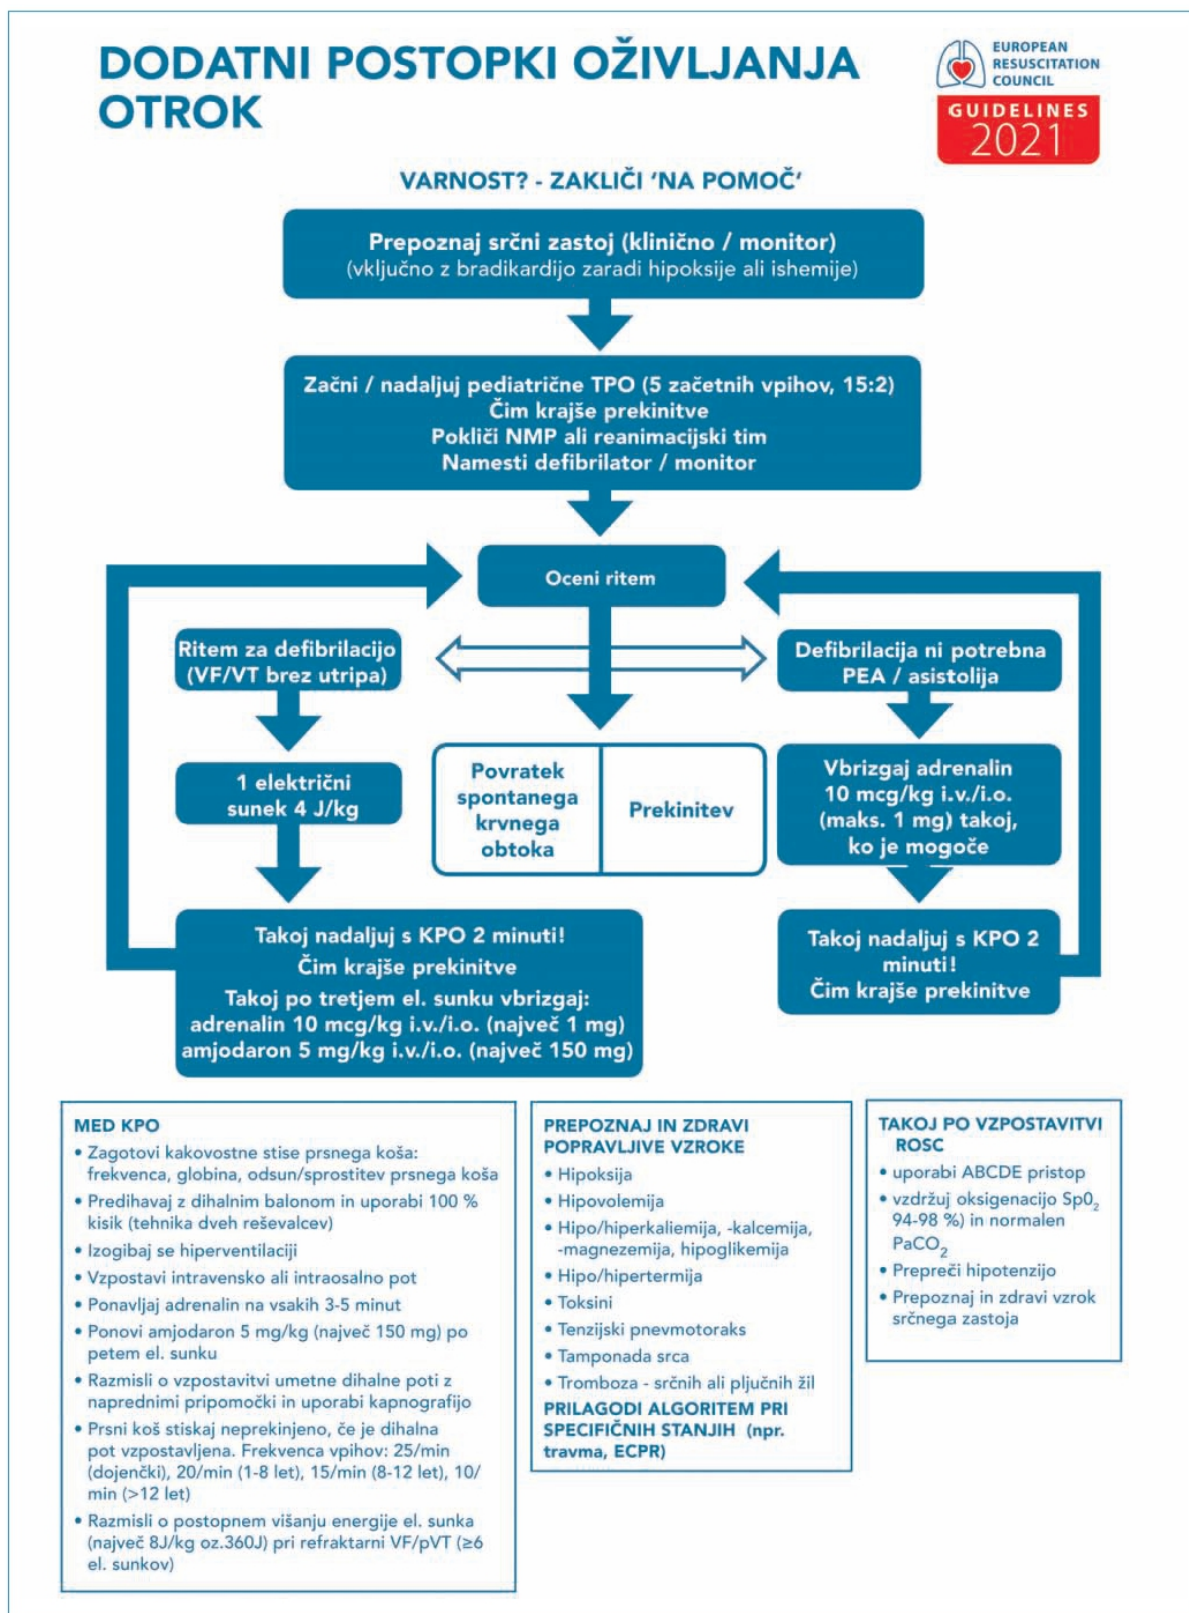 DODATNI POSTOPKI OŽIVLJANJA
OTROK
EUROPEAN
RESUSCITATION
COUNCIL
GUIDELINES
2021
VARNOST? - ZAKLIČI ‘NA POMOČ’
Prepoznaj srčni zastoj (klinično / monitor)
(vključno z bradikardijo zaradi hipoksije ali ishemije)
Začni / nadaljuj pediatrične TPO (5 začetnih vpihov, 15:2)
Čim krajše prekinitve
Pokliči NMP ali reanimacijski tim
Namesti defibrilator / monitor
Oceni ritem
Ritem za defibrilacijo
(VF/VT brez utripa)
1 električni
sunek 4 J/kg
Takoj nadaljuj s KPO 2 minuti!
Čim krajše prekinitve
Takoj po tretjem el. sunku vbrizgaj:
adrenalin 10 mcg/kg i.v./i.o. (največ 1 mg)
amjodaron 5 mg/kg i.v./i.o. (največ 150 mg)
Povratek
spontanega
krvnega
obtoka
Prekinitev
Defibrilacija ni potrebna
PEA / asistolija
Vbrizgaj adrenalin
10 mcg/kg i.v./i.o.
(maks. 1 mg) takoj,
ko je mogoče
Takoj nadaljuj s KPO 2
minuti!
Čim krajše prekinitve
MED KPO
• Zagotovi kakovostne stise prsnega koša:
frekvenca, globina, odsun/sprostitev prsnega koša
• Predihavaj z dihalnim balonom in uporabi 100 %
kisik (tehnika dveh reševalcev)
• Izogibaj se hiperventilaciji
• Vzpostavi intravensko ali intraosalno pot
• Ponavljaj adrenalin na vsakih 3-5 minut
• Ponovi amjodaron 5 mg/kg (največ 150 mg) po
petem el. sunku
• Razmisli o vzpostavitvi umetne dihalne poti z
naprednimi pripomočki in uporabi kapnografijo
• Prsni koš stiskaj neprekinjeno, če je dihalna
pot vzpostavljena. Frekvenca vpihov: 25/min
(dojenčki), 20/min (1-8 let), 15/min (8-12 let), 10/
min (>12 let)
• Razmisli o postopnem višanju energije el. sunka
(največ 8J/kg oz.360J) pri refraktarni VF/pVT (≥6
el. sunkov)
PREPOZNAJ IN ZDRAVI
POPRAVLJIVE VZROKE
• Hipoksija
• Hipovolemija
• Hipo/hiperkaliemija, -kalcemija,
-magnezemija, hipoglikemija
• Hipo/hipertermija
• Toksini
• Tenzijski pnevmotoraks
• Tamponada srca
• Tromboza - srčnih ali pljučnih žil
PRILAGODI ALGORITEM PRI
SPECIFIČNIH STANJIH (npr.
travma, ECPR)
TAKOJ PO VZPOSTAVITVI
ROSC
• uporabi ABCDE pristop
• vzdržuj oksigenacijo Sp0₂
94-98 %) in normalen
PaCO₂
• Prepreči hipotenzijo
• Prepoznaj in zdravi vzrok
srčnega zastoja